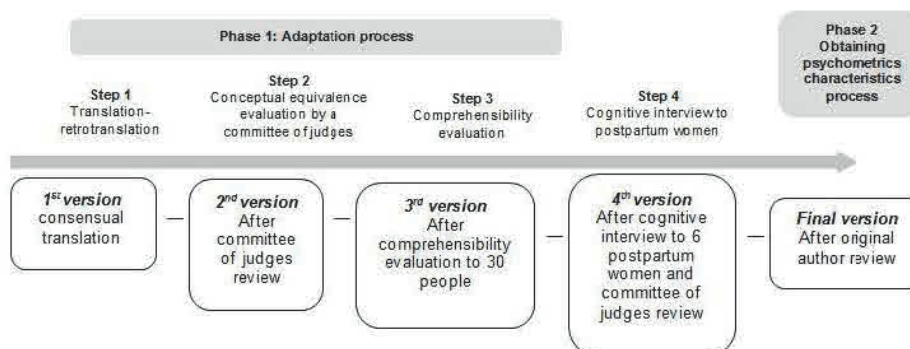 Phase 1: Adaptation process
Phase 2
Obtaining
psychometrics
characteristics
process
Step 1
Translation-
retrotranslation
Step 2
Conceptual equivalence
evaluation by a
committee of judges
Step 3
Comprehensibility
evaluation
Step 4
Cognitive interview to
postpartum women
1st version
consensual
translation
2nd version
After
committee
of judges
review
3rd version
After
comprehensibility
evaluation to 30
people
4th version
After cognitive
interview to 6
postpartum
women and
committee of
judges review
Final version
After original
author review